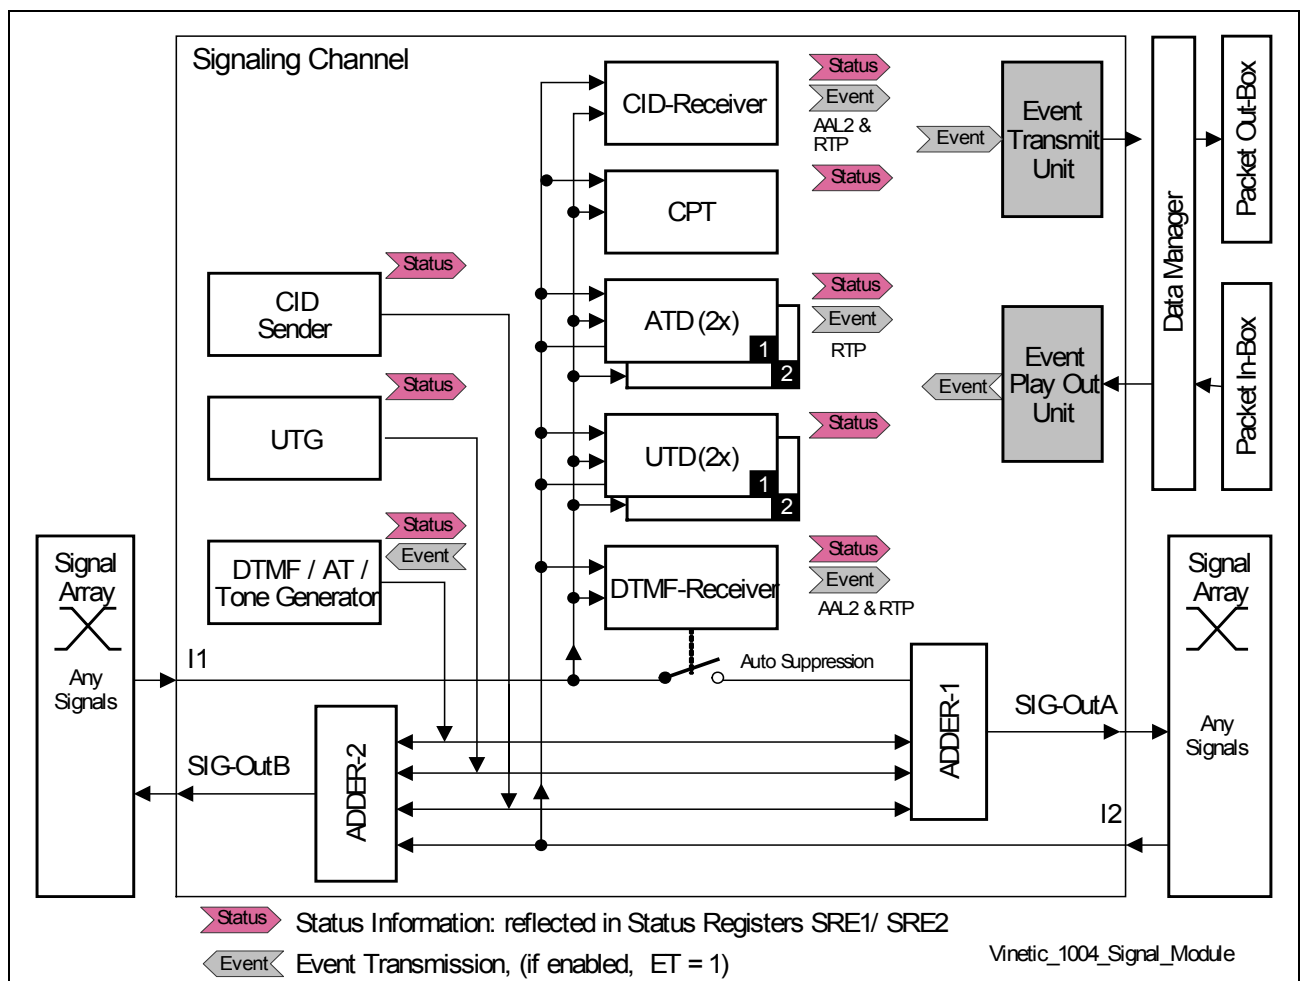 Signaling Channel
CID-Receiver
Status
Event
AAL2 &
RTP
Event
Event
Transmit
Unit
Data Manager
Packet Out-Box
CPT
Status
Status
CID
Sender
ATD (2x)
1
2
Status
Event
RTP
Event
Event
Play Out
Unit
Packet In-Box
Status
UTG
UTD (2x)
1
2
Status
Status
Event
DTMF / AT /
Tone Generator
DTMF-Receiver
Status
Event
AAL2 & RTP
Signal
Array
Any
Signals
I1
Auto Suppression
ADDER-1
SIG-OutA
Signal
Array
Any
Signals
SIG-OutB
ADDER-2
I2
Status
Status Information: reflected in Status Registers SRE1/ SRE2
Event
Event Transmission, (if enabled, ET = 1)
Vinetic_1004_Signal_Module